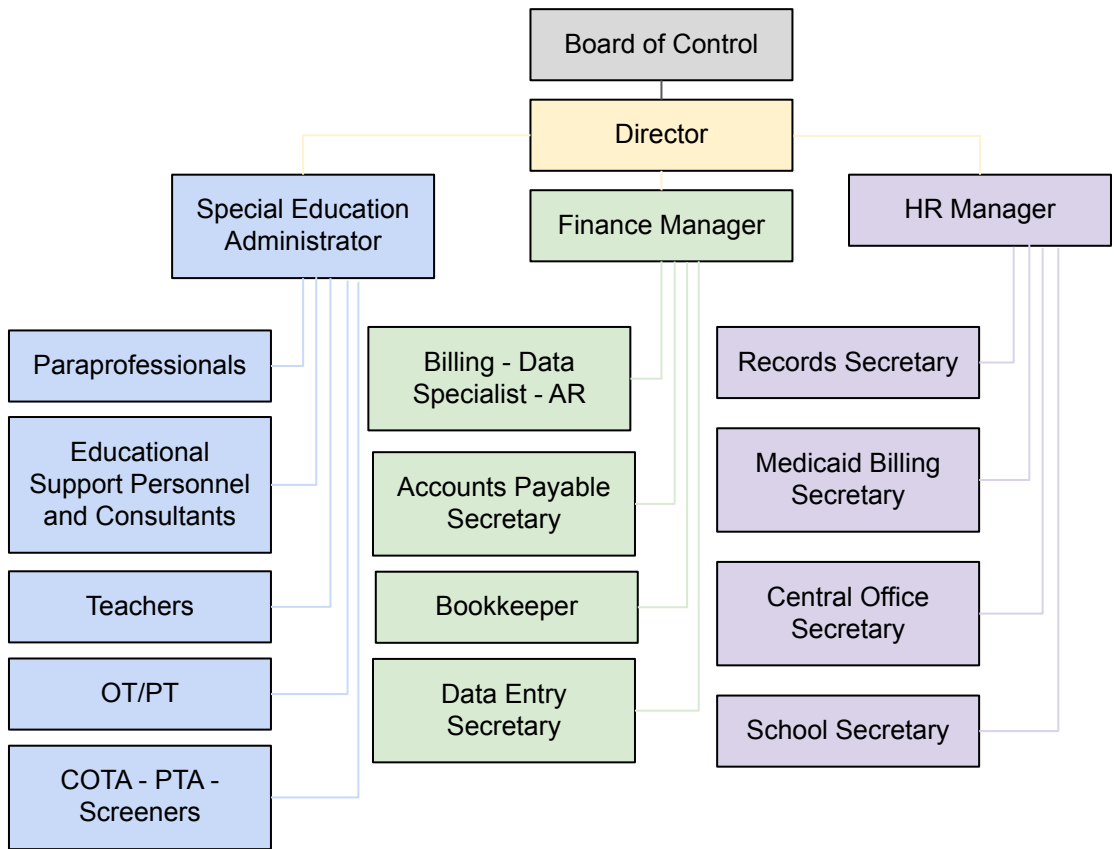 Board of Control
Director
Special Education
Administrator
Finance Manager
HR Manager
Paraprofessionals
Educational
Support Personnel
and Consultants
Teachers
OT/PT
COTA - PTA -
Screeners
Billing - Data
Specialist - AR
Accounts Payable
Secretary
Bookkeeper
Data Entry
Secretary
Records Secretary
Medicaid Billing
Secretary
Central Office
Secretary
School Secretary